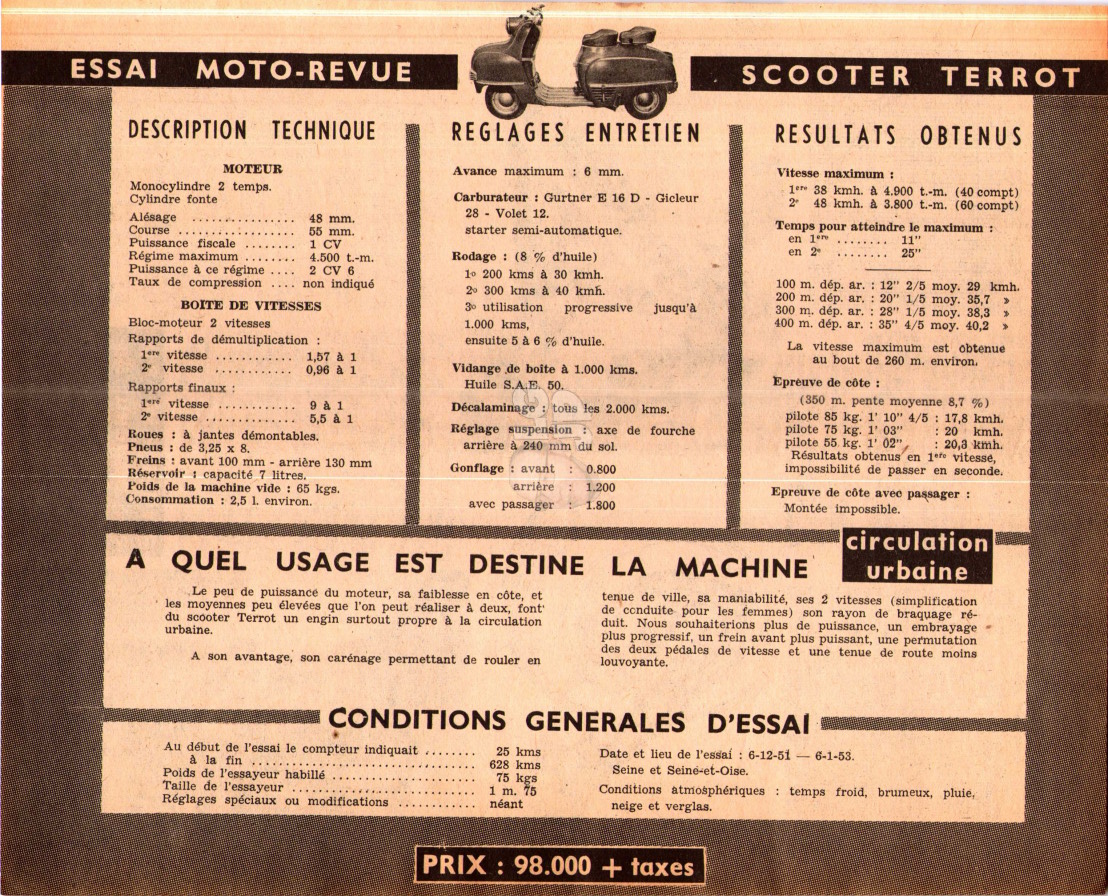 ESSAI MOTO-REVUE
SCOOTER TERROT
DESCRIPTION TECHNIQUE
MOTEUR
Monocylindre 2 temps.
Cylindre fonte
Alésage ............... 48 mm.
Course ................. 55 mm.
Puissance fiscale ........ 1 CV
Régime maximum ........ 4.500 t.-m.
Puissance à ce régime .... 2 CV 6
Taux de compression .... non indiqué
BOITE DE VITESSES
Bloc-moteur 2 vitesses
Rapports de démultiplication :
1ere vitesse ........... 1,57 à 1
2e vitesse ............ 0,96 à 1
Rapports finaux :
1ere vitesse ........... 9 à 1
2e vitesse ............. 5,5 à 1
Roues : à jantes démontables.
Pneus : de 3,25 x 8.
Freins : avant 100 mm - arrière 130 mm
Réservoir : capacité 7 litres.
Poids de la machine vide : 65 kgs.
Consommation : 2,5 l. environ.
REGLAGES ENTRETIEN
Avance maximum : 6 mm.
Carburateur : Gurtner E 16 D - Gicleur
28 - Volet 12.
starter semi-automatique.
Rodage : (8 % d'huile)
1o 200 kms à 30 kmh.
2o 300 kms à 40 kmh.
3o utilisation progressive jusqu'à
1.000 kms,
ensuite 5 à 6 % d'huile.
Vidange de boîte à 1.000 kms.
Huile S.A.E. 50.
Décalaminage : tous les 2.000 kms.
Réglage suspension : axe de fourche
arrière à 240 mm du sol.
Gonflage : avant : 0.800
arrière : 1.200
avec passager : 1.800
RESULTATS OBTENUS
Vitesse maximum :
1ere 38 kmh. à 4.900 t.-m. (40 compt)
2e 48 kmh. à 3.800 t.-m. (60 compt)
Temps pour atteindre le maximum :
en 1ere ........ 11"
en 2e ......... 25"
100 m. dép. ar. : 12" 2/5 moy. 29 kmh.
200 m. dép. ar. : 20" 1/5 moy. 35,7 »
300 m. dép. ar. : 28" 1/5 moy. 38,3 »
400 m. dép. ar. : 35" 4/5 moy. 40,2 »
La vitesse maximum est obtenue
au bout de 260 m. environ.
Epreuve de côte :
(350 m. pente moyenne 8,7 %)
pilote 85 kg. 1' 10" 4/5 : 17,8 kmh.
pilote 75 kg. 1' 03" : 20 kmh.
pilote 55 kg. 1' 02" : 20,3 kmh.
Résultats obtenus en 1ere vitesse,
impossibilité de passer en seconde.
Epreuve de côte avec passager :
Montée impossible.
A QUEL USAGE EST DESTINE LA MACHINE
circulation
urbaine
Le peu de puissance du moteur, sa faiblesse en côte, et
les moyennes peu élevées que l'on peut réaliser à deux, font
du scooter Terrot un engin surtout propre à la circulation
urbaine.
A son avantage, son carénage permettant de rouler en
tenue de ville, sa maniabilité, ses 2 vitesses (simplification
de conduite pour les femmes) son rayon de braquage ré-
duit. Nous souhaiterions plus de puissance, un embrayage
plus progressif, un frein avant plus puissant, une permutation
des deux pédales de vitesse et une tenue de route moins
louvoyante.
CONDITIONS GENERALES D'ESSAI
Au début de l'essai le compteur indiquait ........ 25 kms
à la fin ................................ 628 kms
Poids de l'essayeur habillé ..................... 75 kgs
Taille de l'essayeur ........................... 1 m. 75
Réglages spéciaux ou modifications ............ néant
Date et lieu de l'essai : 6-12-51 — 6-1-53.
Seine et Seine-et-Oise.
Conditions atmosphériques : temps froid, brumeux, pluie,
neige et verglas.
PRIX : 98.000 + taxes